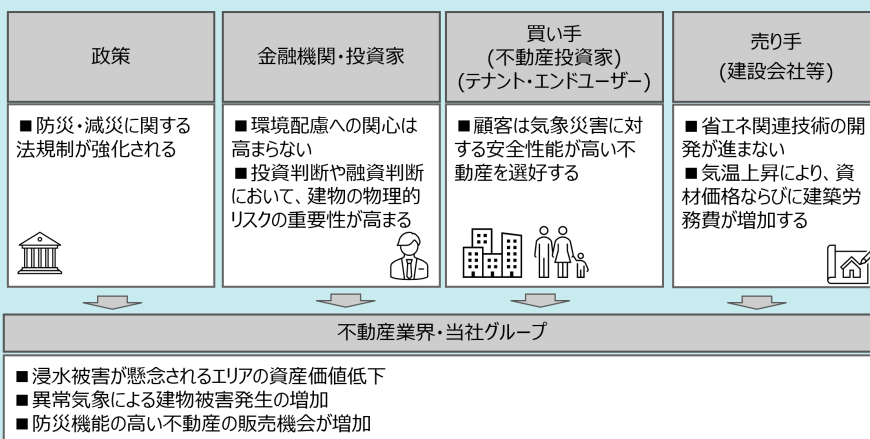 政策
■防災・減災に関する
法規制が強化される
金融機関・投資家
■環境配慮への関心は
高まらない
■投資判断や融資判断
において、建物の物理的
リスクの重要性が高まる
買い手
(不動産投資家)
(テナント・エンドユーザー)
■顧客は気象災害に対
する安全性能が高い不
動産を選好する
売り手
(建設会社等)
■省エネ関連技術の開
発が進まない
■気温上昇により、資
材価格ならびに建築労
務費が増加する
不動産業界・当社グループ
■浸水被害が懸念されるエリアの資産価値低下
■異常気象による建物被害発生の増加
■防災機能の高い不動産の販売機会が増加